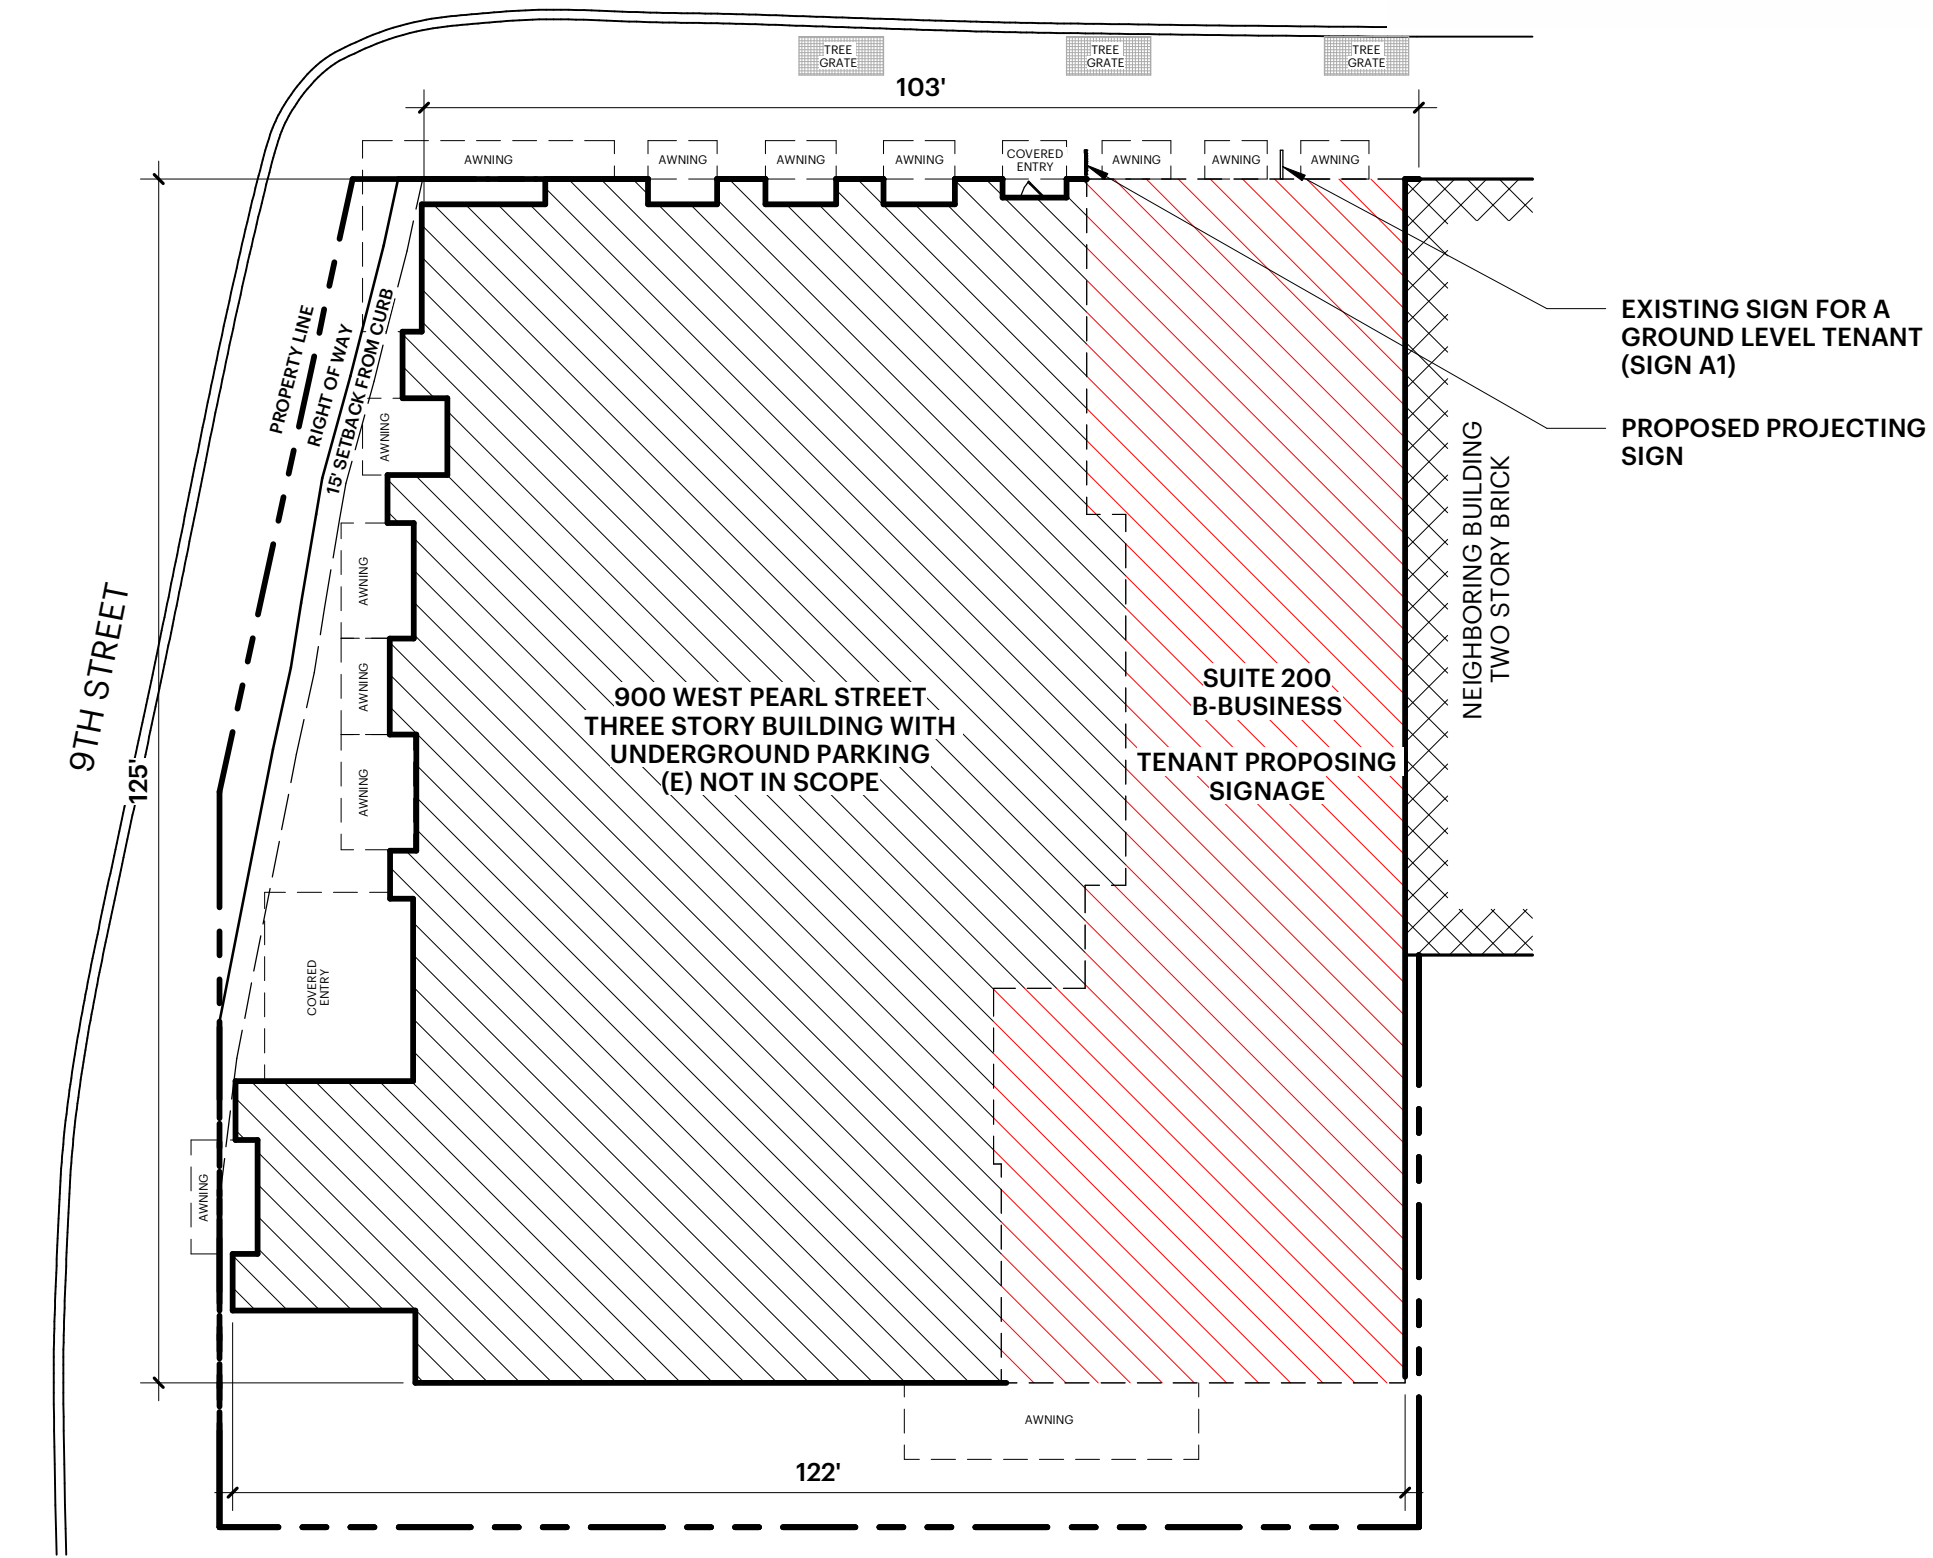 TREE
GRATE
TREE
GRATE
TREE
GRATE
103'
AWNING
AWNING
AWNING
AWNING
COVERED
ENTRY
AWNING
AWNING
AWNING
EXISTING SIGN FOR A
GROUND LEVEL TENANT
(SIGN A1)
PROPOSED PROJECTING
SIGN
PROPERTY LINE
RIGHT OF WAY
15' SETBACK FROM CURB
AWNING
NEIGHBORING BUILDING
TWO STORY BRICK
AWNING
9TH STREET
125'
AWNING
900 WEST PEARL STREET
THREE STORY BUILDING WITH
UNDERGROUND PARKING
(E) NOT IN SCOPE
SUITE 200
B-BUSINESS
TENANT PROPOSING
SIGNAGE
AWNING
COVERED
ENTRY
AWNING
AWNING
122'